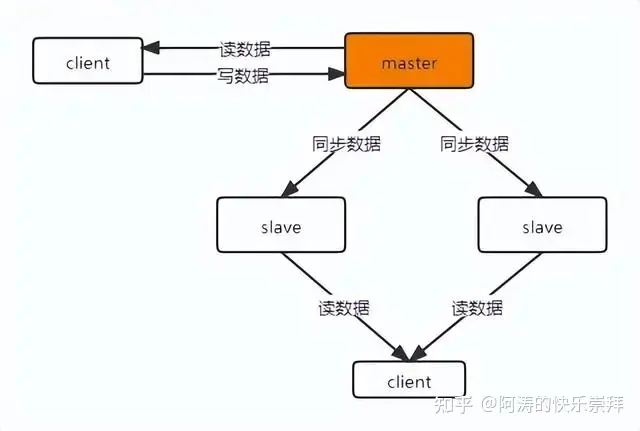 client
读数据
写数据
master
同步数据
同步数据
slave
slave
读数据
读数据
client
知乎 @阿涛的快乐崇拜